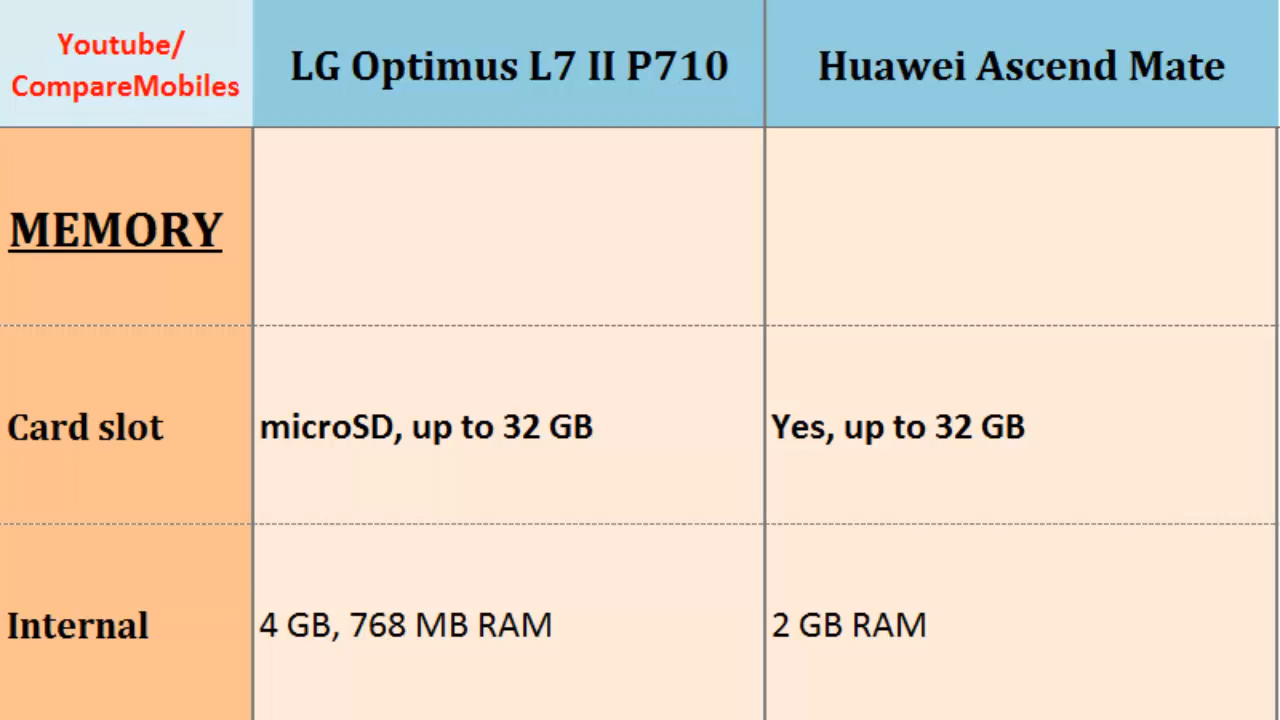 Youtube/
CompareMobiles
LG Optimus L7 II P710
Huawei Ascend Mate
MEMORY
Card slot
microSD, up to 32 GB
Yes, up to 32 GB
Internal
4 GB, 768 MB RAM
2 GB RAM